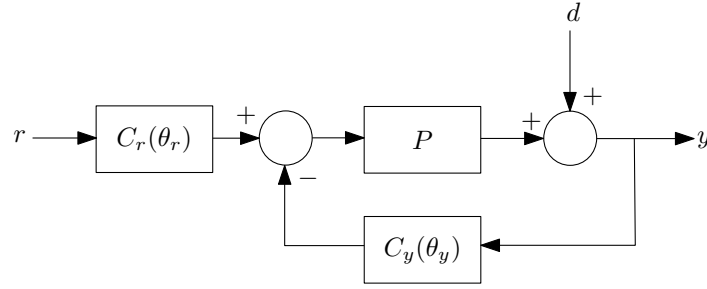 d
+
r
C_r(θ_r)
+
P
+
y
−
C_y(θ_y)